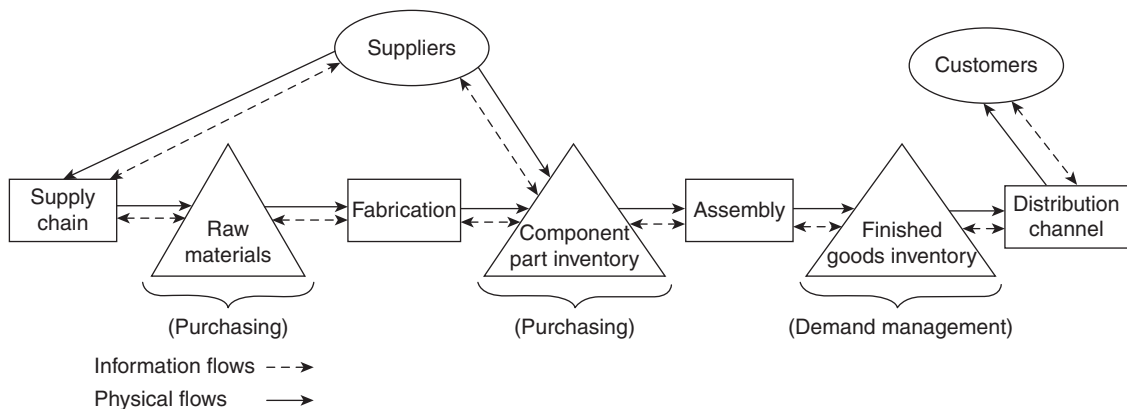 Suppliers
Customers
Supply
chain
Raw
materials
Fabrication
Component
part inventory
Assembly
Finished
goods inventory
Distribution
channel
(Purchasing)
(Purchasing)
(Demand management)
Information flows
Physical flows